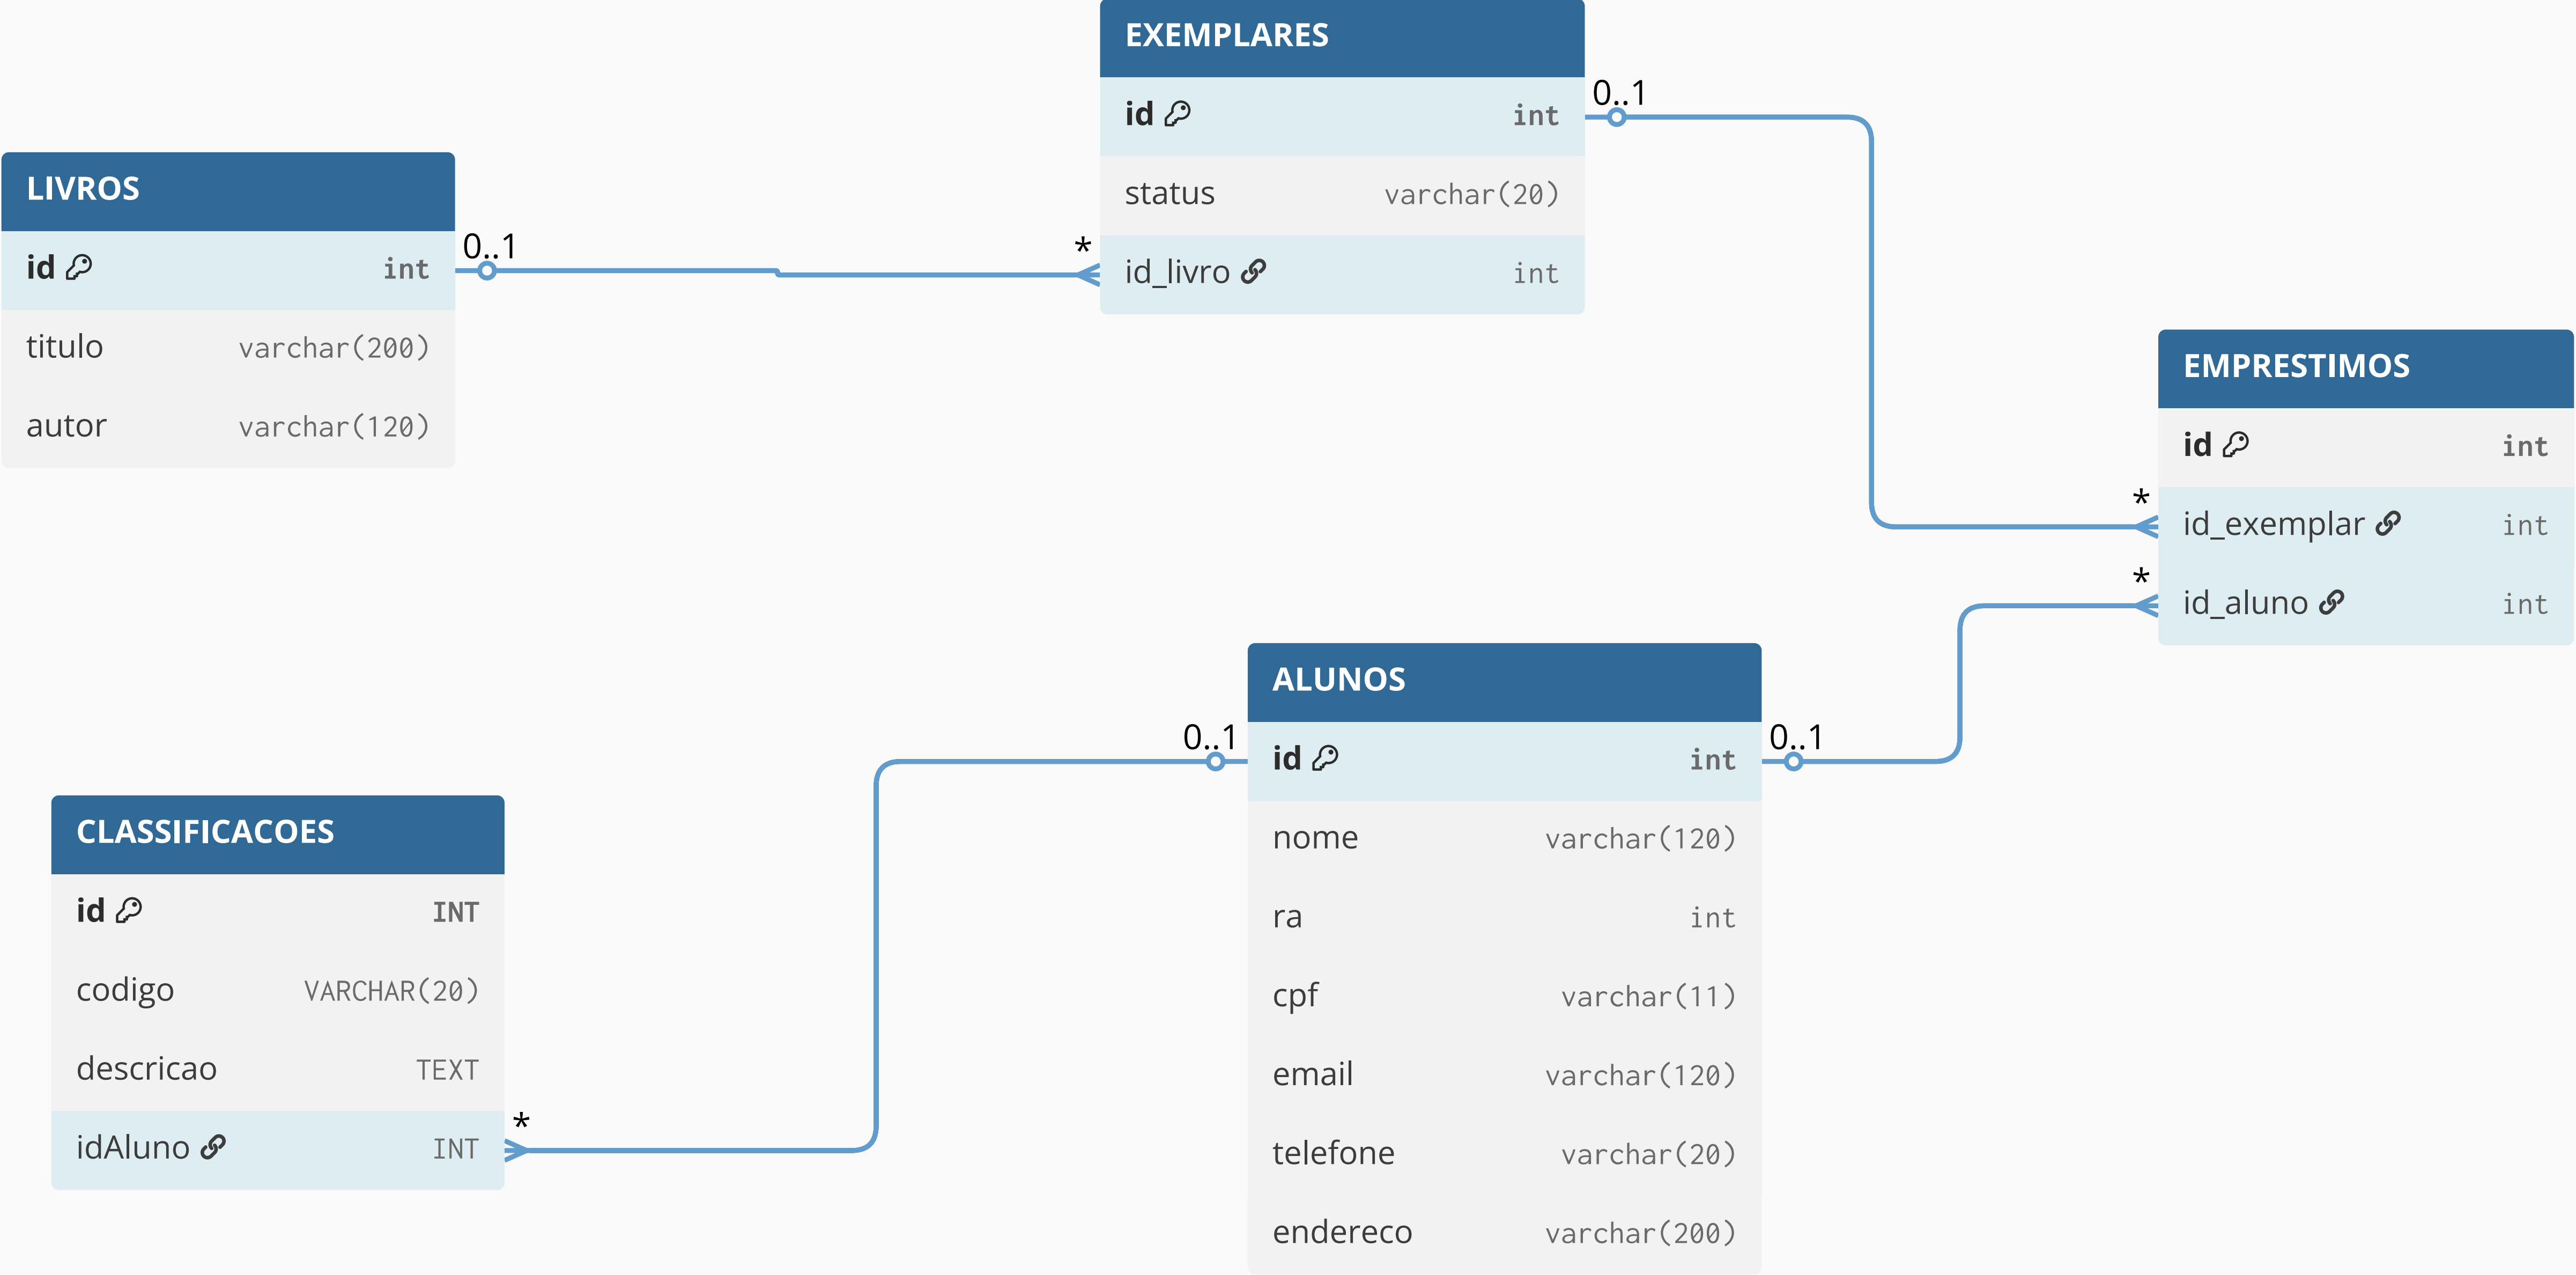 EXEMPLARES
id int
status varchar(20)
id_livro int
0..1
*
LIVROS
id int
titulo varchar(200)
autor varchar(120)
0..1
EMPRESTIMOS
id int
id_exemplar int
id_aluno int
*
*
ALUNOS
id int
nome varchar(120)
ra int
cpf varchar(11)
email varchar(120)
telefone varchar(20)
endereco varchar(200)
0..1
0..1
CLASSIFICACOES
id INT
codigo VARCHAR(20)
descricao TEXT
idAluno INT
*